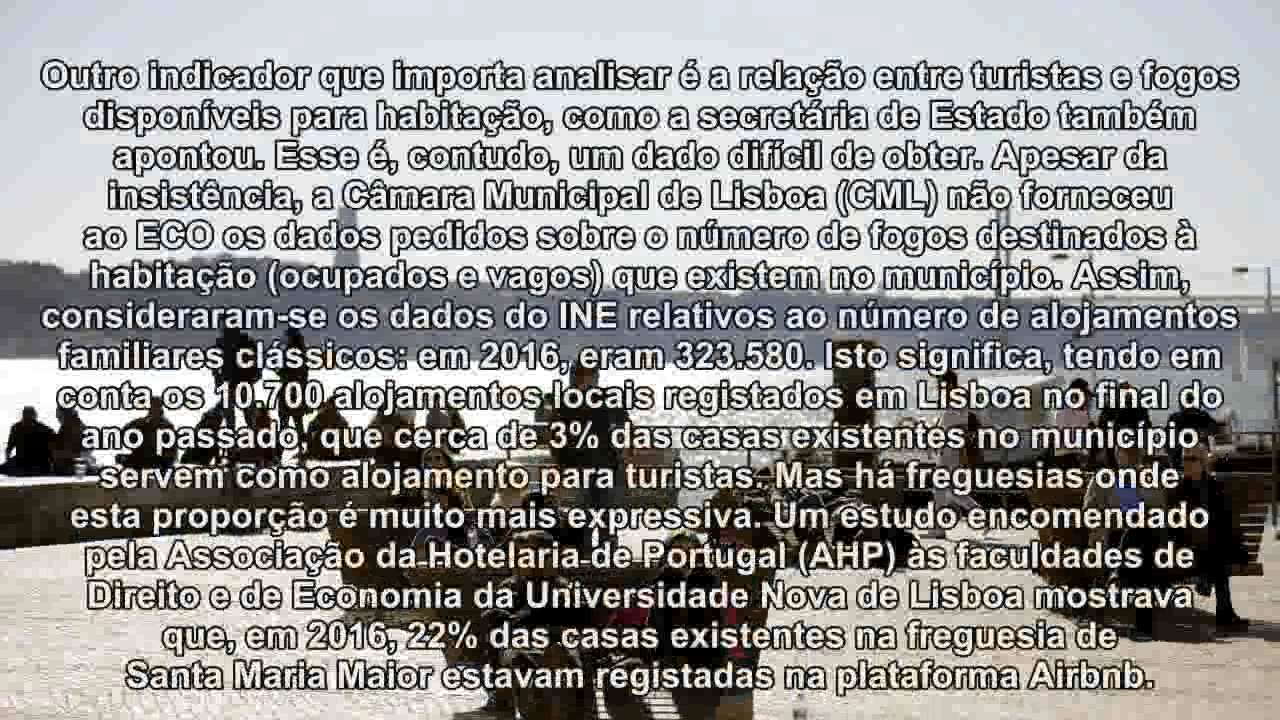 Outro indicador que importa analisar é a relação entre turistas e fogos
disponíveis para habitação, como a secretária de Estado também
apontou. Esse é, contudo, um dado difícil de obter. Apesar da
insistência, a Câmara Municipal de Lisboa (CML) não forneceu
ao ECO os dados pedidos sobre o número de fogos destinados à
habitação (ocupados e vagos) que existem no município. Assim,
consideraram-se os dados do INE relativos ao número de alojamentos
familiares clássicos: em 2016, eram 323.580. Isto significa, tendo em
conta os 10.700 alojamentos locais registados em Lisboa no final do
ano passado, que cerca de 3% das casas existentes no município
servem como alojamento para turistas. Mas há freguesias onde
esta proporção é muito mais expressiva. Um estudo encomendado
pela Associação da Hotelaria de Portugal (AHP) às faculdades de
Direito e de Economia da Universidade Nova de Lisboa mostrava
que, em 2016, 22% das casas existentes na freguesia de
Santa Maria Maior estavam registadas na plataforma Airbnb.